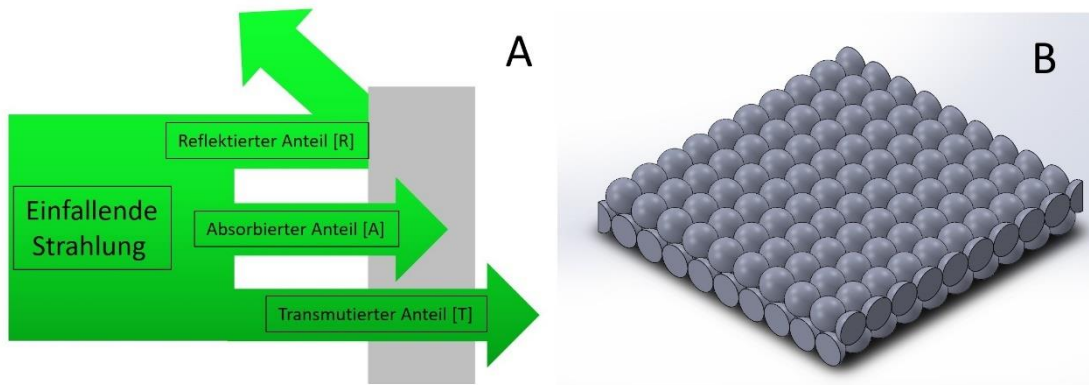 A
Reflektierter Anteil [R]
Einfallende
Strahlung
Absorbierter Anteil [A]
Transmutierter Anteil [T]
B